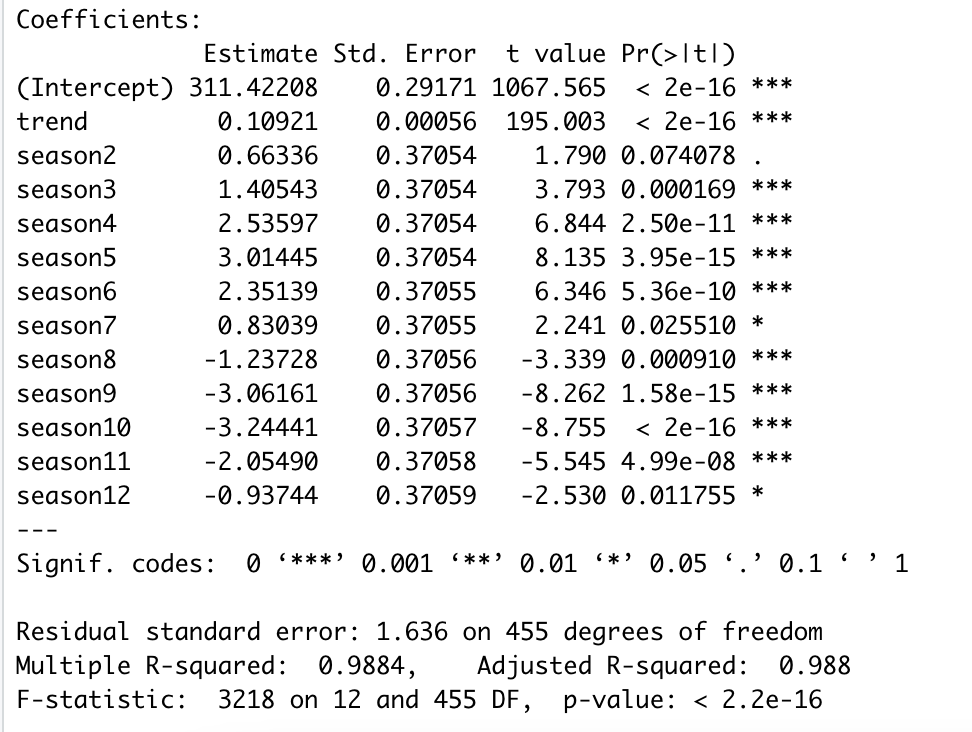 Coefficients:
             Estimate Std. Error  t value Pr(>|t|)
(Intercept) 311.42208    0.29171 1067.565  < 2e-16 ***
trend         0.10921    0.00056  195.003  < 2e-16 ***
season2       0.66336    0.37054    1.790 0.074078 .
season3       1.40543    0.37054    3.793 0.000169 ***
season4       2.53597    0.37054    6.844 2.50e-11 ***
season5       3.01445    0.37054    8.135 3.95e-15 ***
season6       2.35139    0.37055    6.346 5.36e-10 ***
season7       0.83039    0.37055    2.241 0.025510 *
season8      -1.23728    0.37056   -3.339 0.000910 ***
season9      -3.06161    0.37056   -8.262 1.58e-15 ***
season10     -3.24441    0.37057   -8.755  < 2e-16 ***
season11     -2.05490    0.37058   -5.545 4.99e-08 ***
season12     -0.93744    0.37059   -2.530 0.011755 *
---
Signif. codes:  0 ‘***’ 0.001 ‘**’ 0.01 ‘*’ 0.05 ‘.’ 0.1 ‘ ’ 1
Residual standard error: 1.636 on 455 degrees of freedom
Multiple R-squared:  0.9884,	Adjusted R-squared:  0.988
F-statistic:  3218 on 12 and 455 DF,  p-value: < 2.2e-16